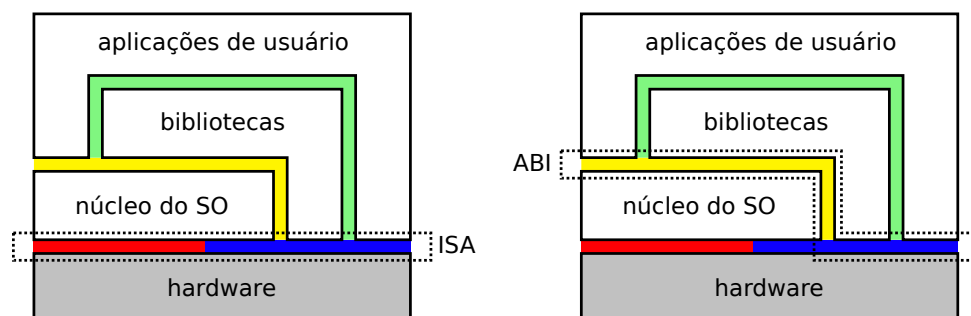 aplicações de usuário
bibliotecas
núcleo do SO
ISA
hardware
aplicações de usuário
bibliotecas
ABI
núcleo do SO
hardware